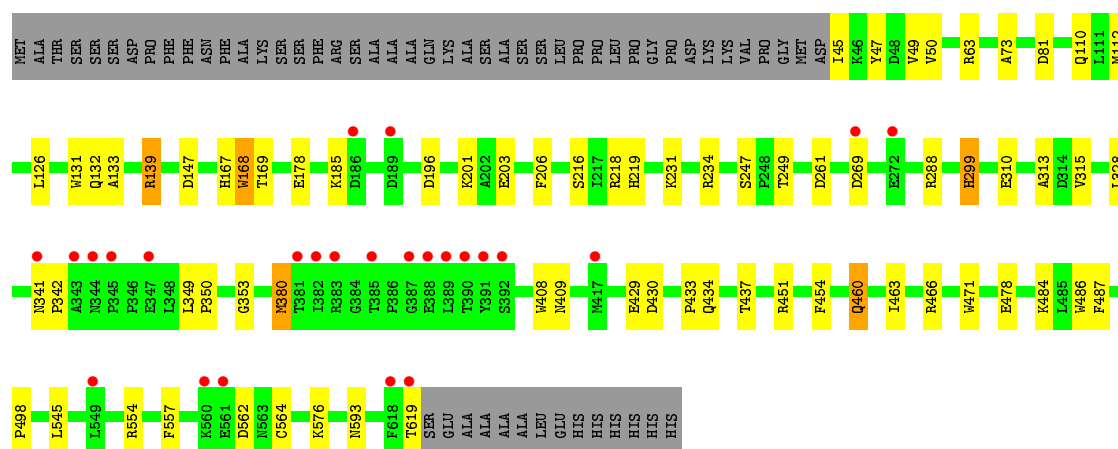 MET ALA THR SER SER SER ASP PRO PHE PHE ASN PHE ALA LYS SER SER PHE ARG SER ALA ALA ALA GLN LYS ALA SER ALA SER SER LEU PRO PRO LEU PRO GLY PRO ASP LYS LYS VAL PRO GLY MET ASP I45 K46 Y47 D48 V49 V50 R63 A73 D81 Q110 L111 M112
L126 W131 Q132 A133 R139 D147 H167 W168 T169 E178 K185 D186 D189 D196 K201 A202 E203 F206 S216 I217 R218 H219 K231 R234 S247 P248 T249 D261 D269 E272 R288 H299 E310 A313 D314 V315 L328
N341 P342 A343 N344 P345 P346 E347 L348 L349 P350 G353 M380 T381 I382 R383 G384 T385 P386 G387 E388 L389 T390 Y391 S392 W408 N409 M417 E429 D430 P433 Q434 T437 R451 F454 Q460 I463 R466 W471 E478 K484 L485 W486 F487
P498 L545 L549 R554 F557 K560 E561 D562 N563 C564 K576 N593 F618 T619 SER GLU ALA ALA ALA ALA LEU GLU HIS HIS HIS HIS HIS HIS